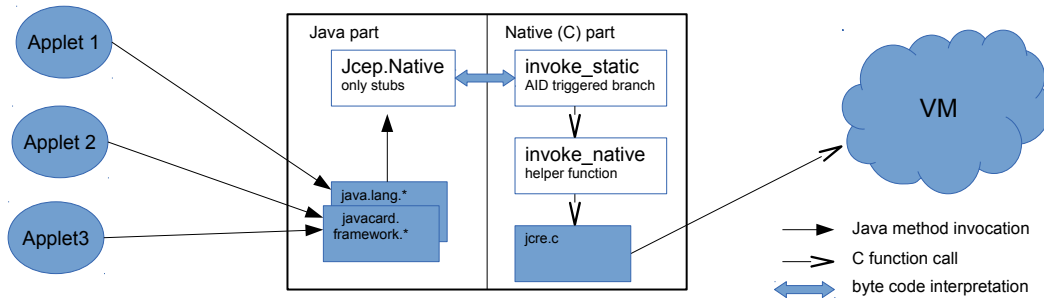 Applet 1
Applet 2
Applet3
Java part
Jcep.Native
only stubs
java.lang.*
javacard.
framework.*
Native (C) part
invoke_static
AID triggered branch
invoke_native
helper function
jcre.c
VM
Java method invocation
C function call
byte code interpretation